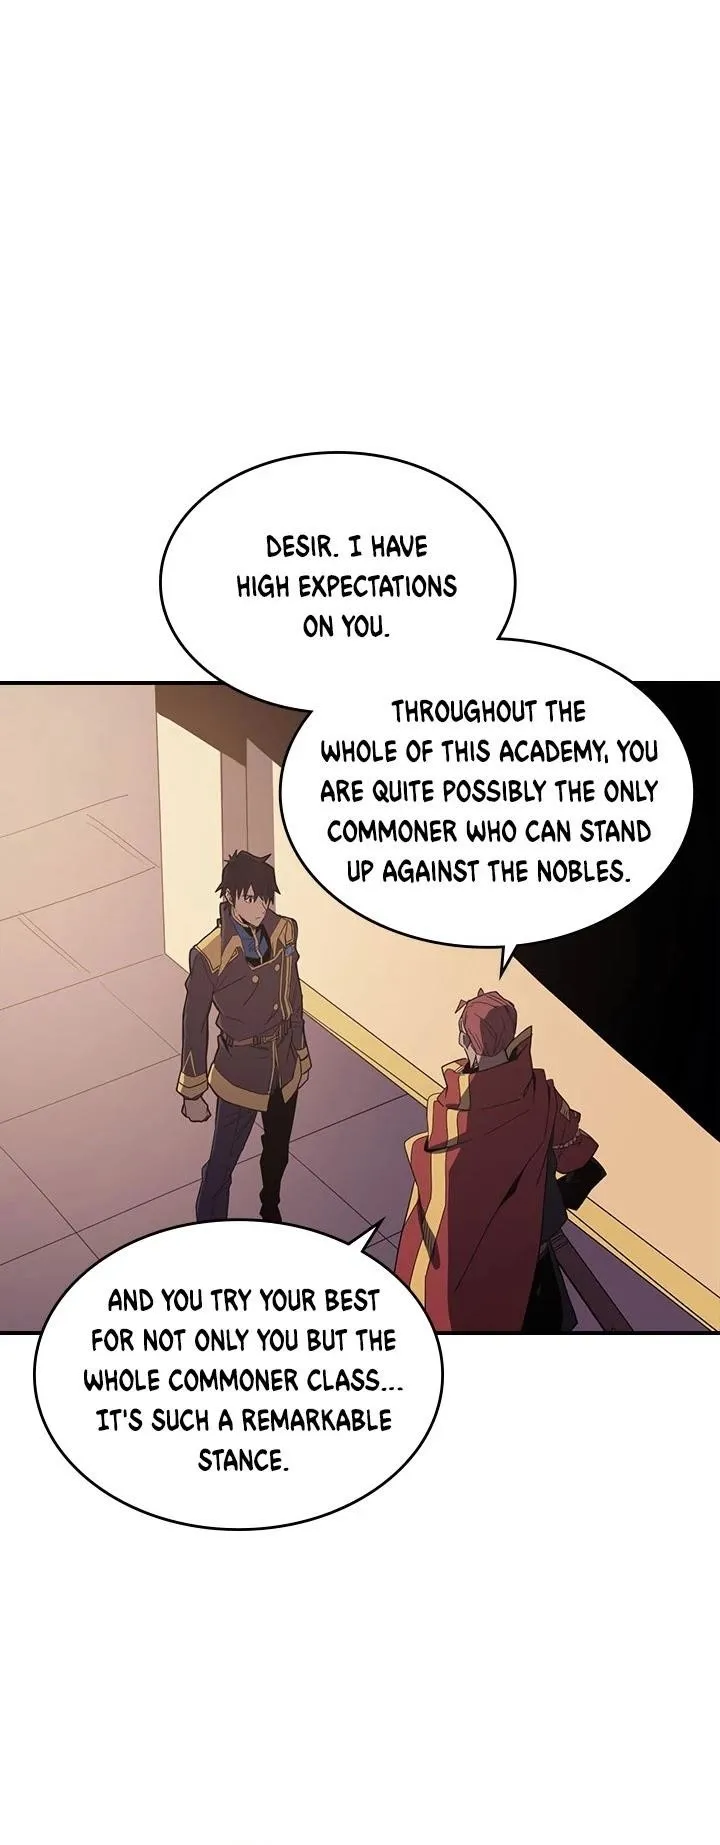 DESIR. I HAVE
HIGH EXPECTATIONS
ON YOU.
THROUGHOUT THE
WHOLE OF THIS ACADEMY, YOU
ARE QUITE POSSIBLY THE ONLY
COMMONER WHO CAN STAND
UP AGAINST THE NOBLES.
AND YOU TRY YOUR BEST
FOR NOT ONLY YOU BUT THE
WHOLE COMMONER CLASS...
IT'S SUCH A REMARKABLE
STANCE.